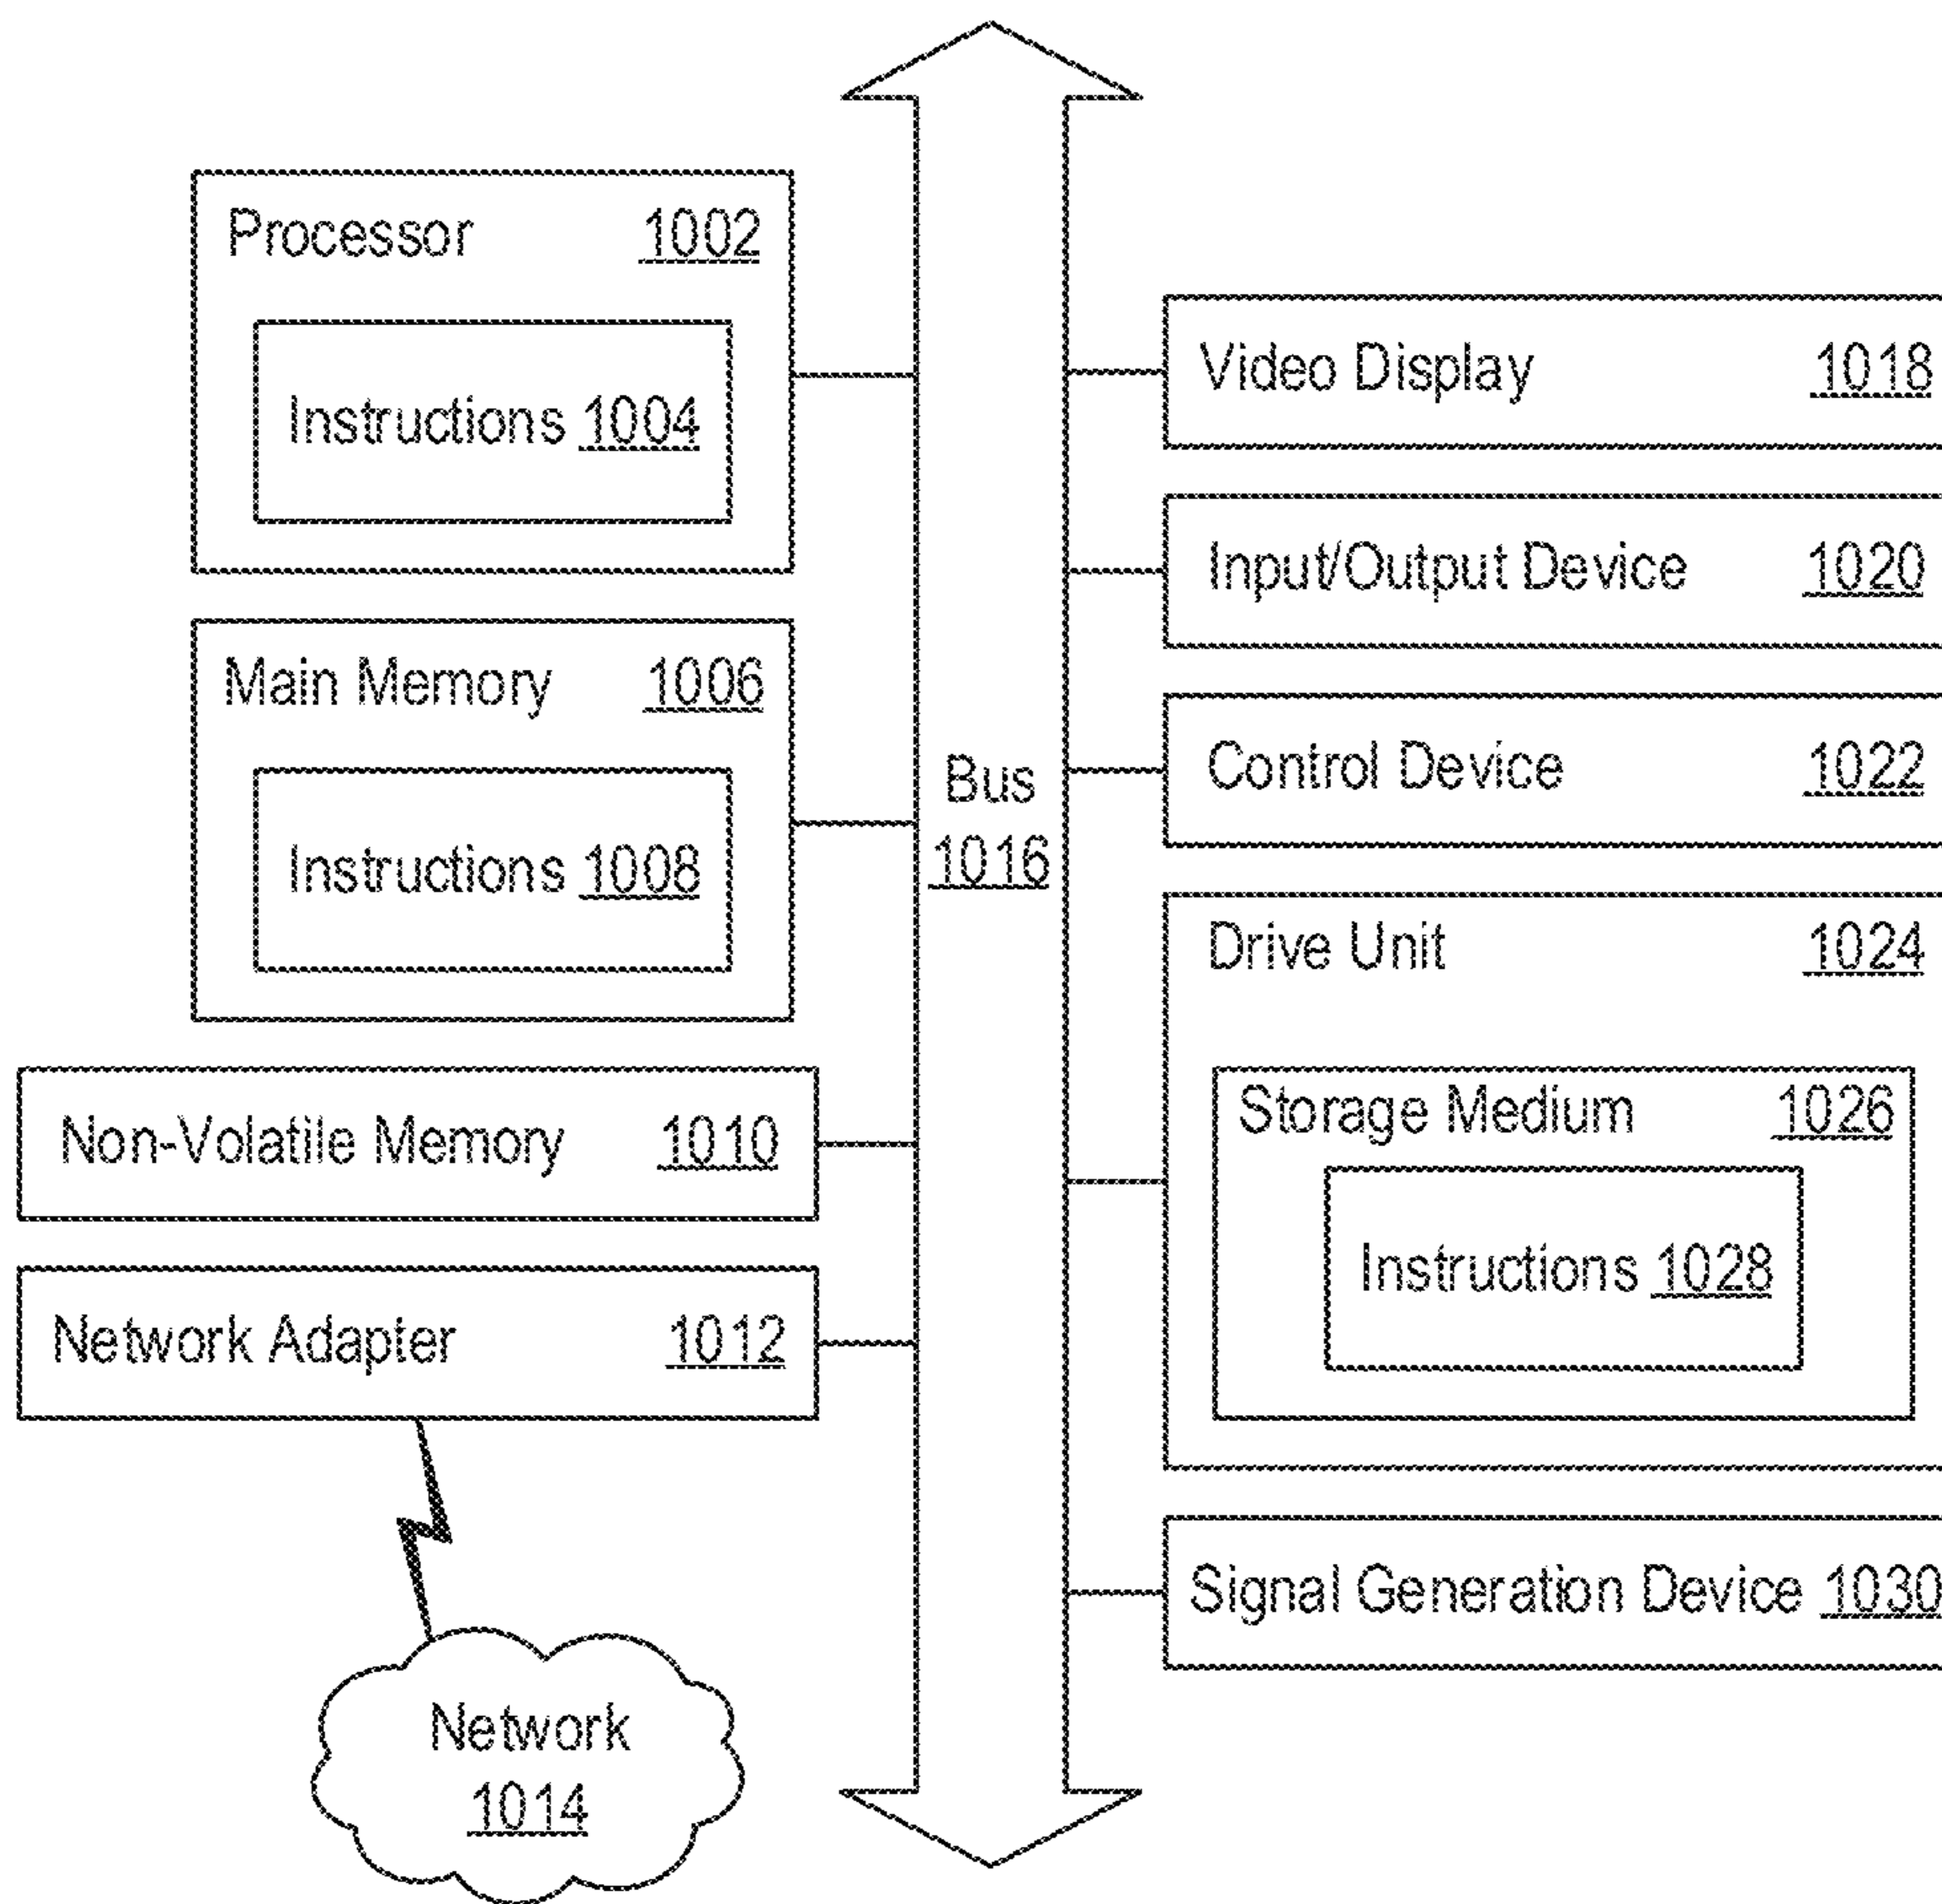 Processor 1002
Instructions 1004
Main Memory 1006
Instructions 1008
Non-Volatile Memory 1010
Network Adapter 1012
Network
1014
Bus
1016
Video Display 1018
Input/Output Device 1020
Control Device 1022
Drive Unit 1024
Storage Medium 1026
Instructions 1028
Signal Generation Device 1030